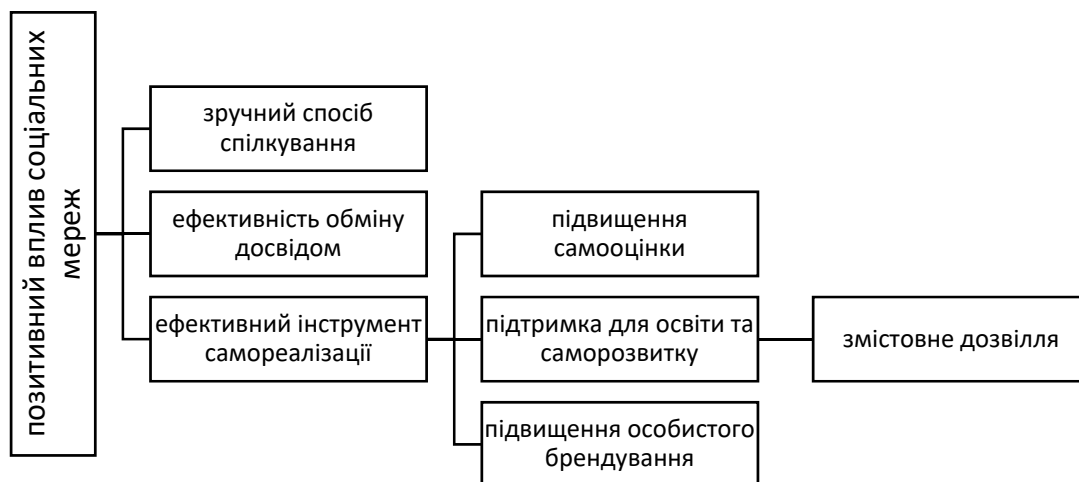 позитивний вплив соціальних
мереж
зручний спосіб
спілкування
ефективність обміну
досвідом
ефективний інструмент
самореалізації
підвищення
самооцінки
підтримка для освіти та
саморозвитку
підвищення особистого
брендування
змістовне дозвілля